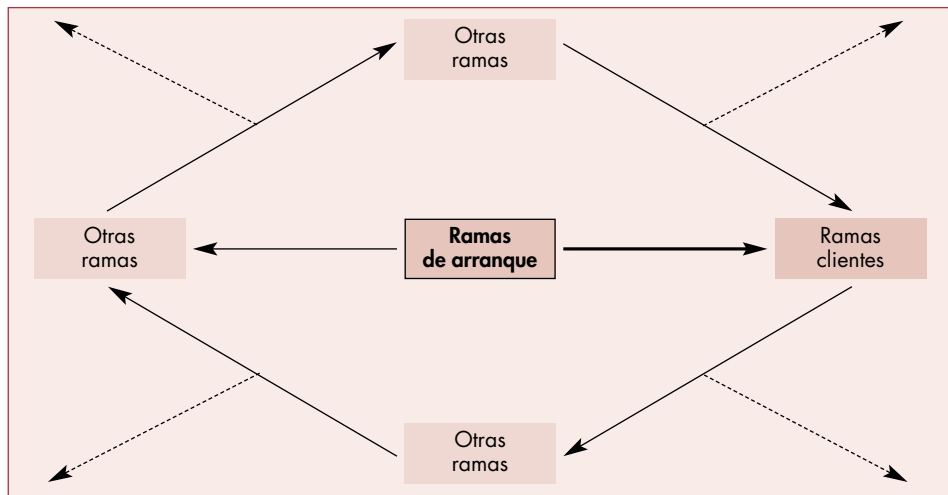 Otras
ramas
Otras
ramas
Ramas
de arranque
Ramas
clientes
Otras
ramas